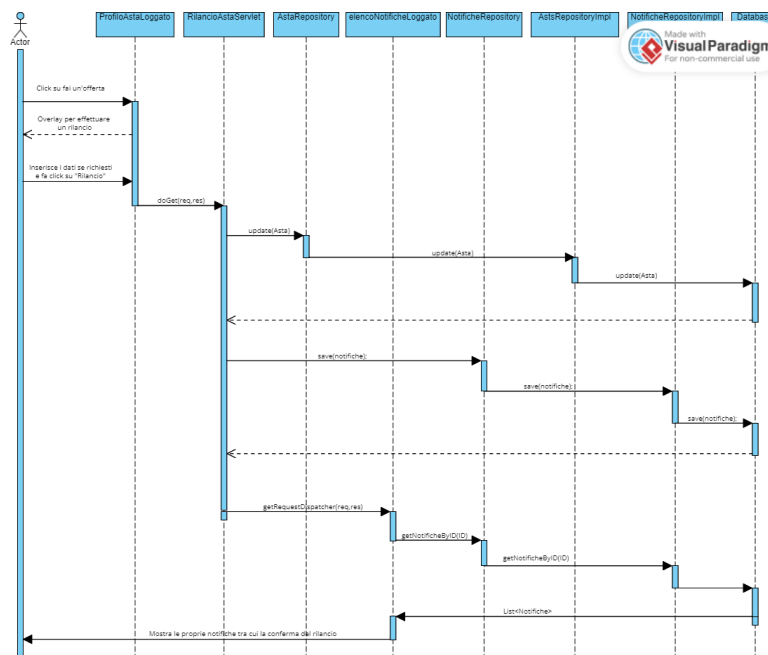 Actor
ProfiloAstaLoggato
RilancioAstaServlet
AstaRepository
elencoNotificheLoggato
NotificheRepository
AstsRepositoryImpl
NotificheRepositoryImpl
Databas
Made with
Visual Paradigm
For non-commercial use
Click su fai un'offerta
Overlay per effettuare
un rilancio
Inserisce i dati se richiesti
e fa click su "Rilancio"
doGet(req,res)
update(Asta)
update(Asta)
update(Asta)
save(notifiche);
save(notifiche);
save(notifiche);
getRequestDispatcher(req,res)
getNotificheByID(ID)
getNotificheByID(ID)
List<Notifiche>
Mostra le proprie notifiche tra cui la conferma del rilancio